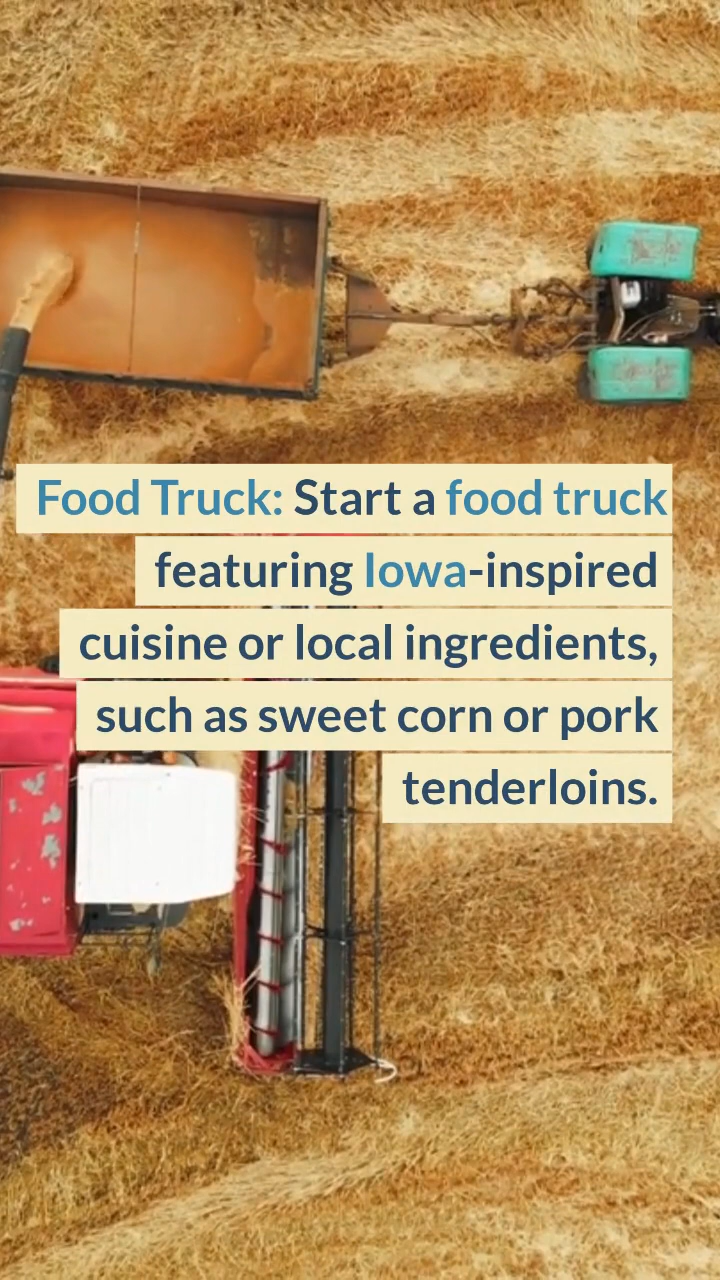 Food Truck: Start a food truck
featuring Iowa-inspired
cuisine or local ingredients,
such as sweet corn or pork
tenderloins.